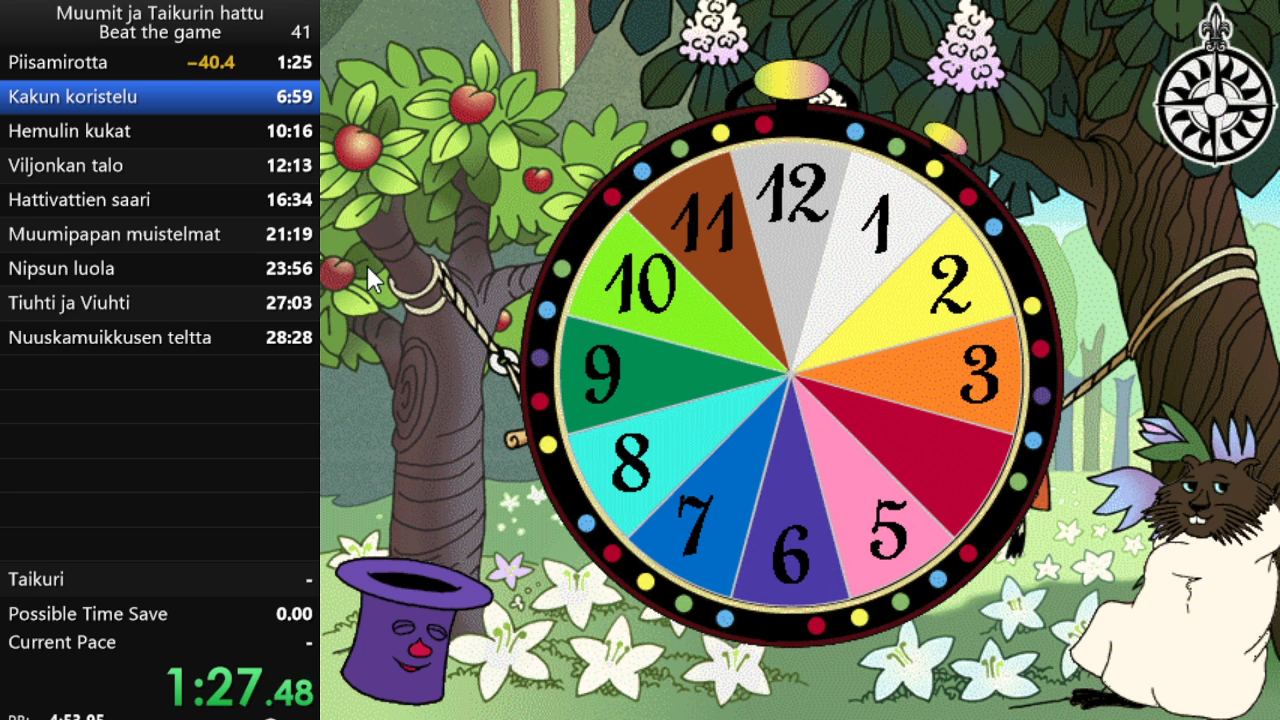 Muumit ja Taikurin hattu
Beat the game 41
Piisamirotta −40.4 1:25
Kakun koristelu 6:59
Hemulin kukat 10:16
Viljonkan talo 12:13
Hattivattien saari 16:34
Muumipapan muistelmat 21:19
Nipsun luola 23:56
Tiuhti ja Viuhti 27:03
Nuuskamuikkusen teltta 28:28
Taikuri -
Possible Time Save 0.00
Current Pace -
1:27.48
12
11 1
10 2
9 3
8
7 5
6